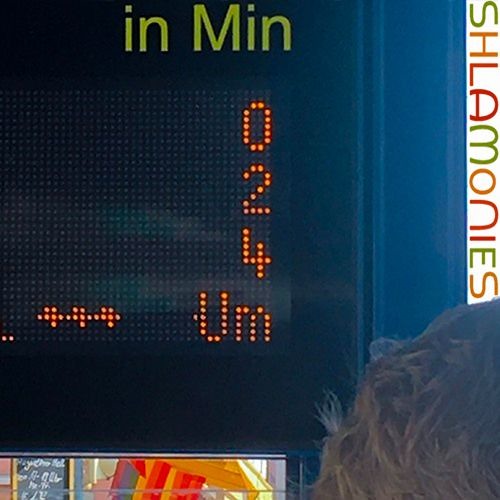 in Min
0
2
4
.. +++ Um
SHLAMONIES